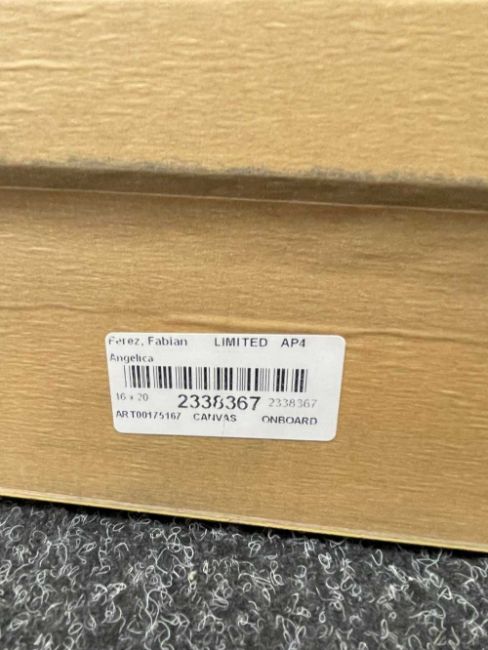 Perez, Fabian LIMITED AP4
Angelica
16 x 20 2338367 2338367
ART00175167 CANVAS ONBOARD